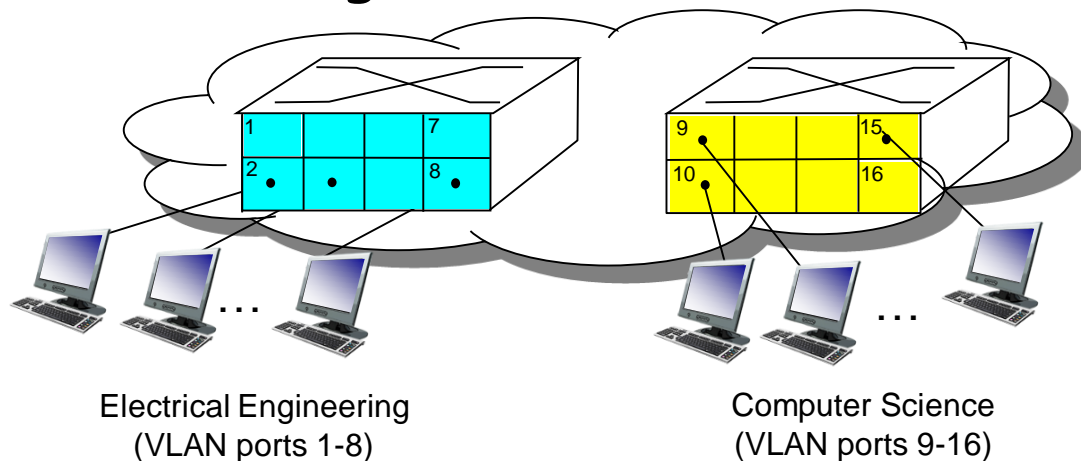 1
7
2
8
9
15
10
16
...
...
Electrical Engineering
(VLAN ports 1-8)
Computer Science
(VLAN ports 9-16)